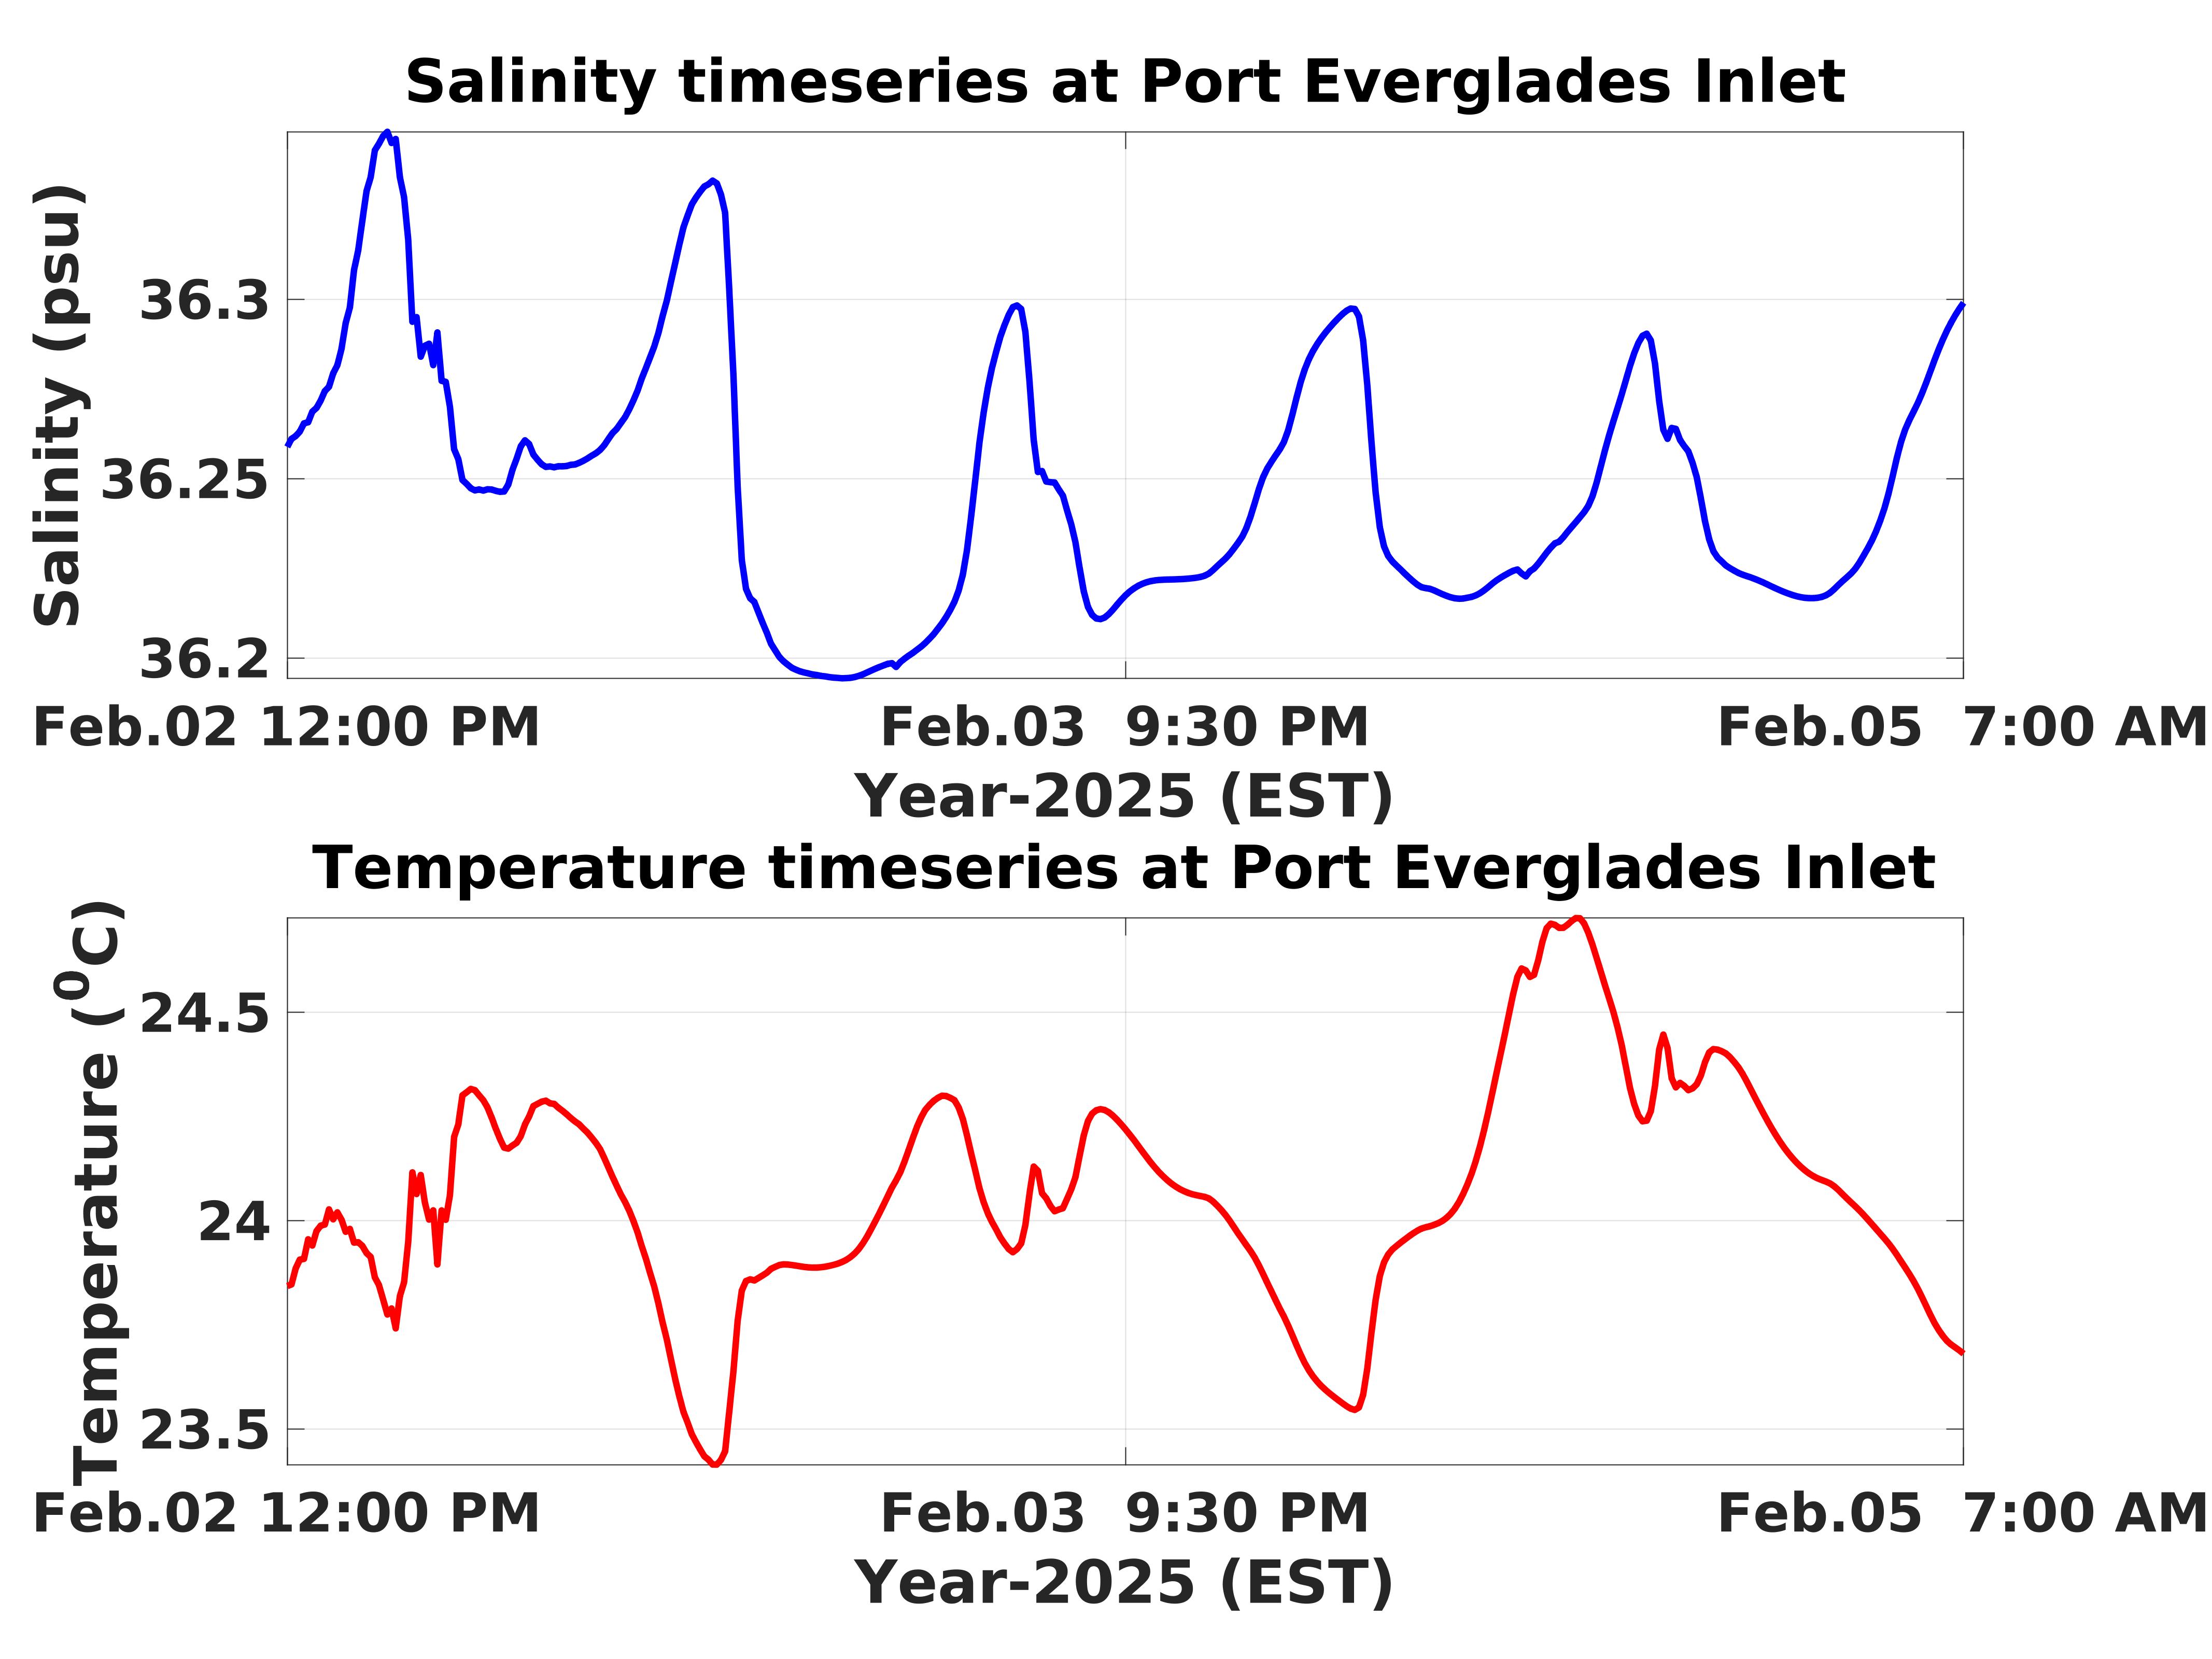 Salinity timeseries at Port Everglades Inlet
Salinity (psu)
36.3
36.25
36.2
Feb.02 12:00 PM Feb.03 9:30 PM Feb.05 7:00 AM
Year-2025 (EST)
Temperature timeseries at Port Everglades Inlet
Temperature (⁰C)
24.5
24
23.5
Feb.02 12:00 PM Feb.03 9:30 PM Feb.05 7:00 AM
Year-2025 (EST)